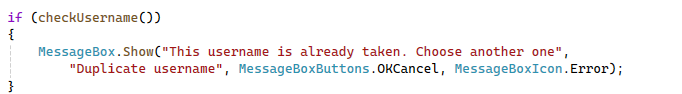 if (checkUsername())
{
MessageBox.Show("This username is already taken. Choose another one",
"Duplicate username", MessageBoxButtons.OKCancel, MessageBoxIcon.Error);
}